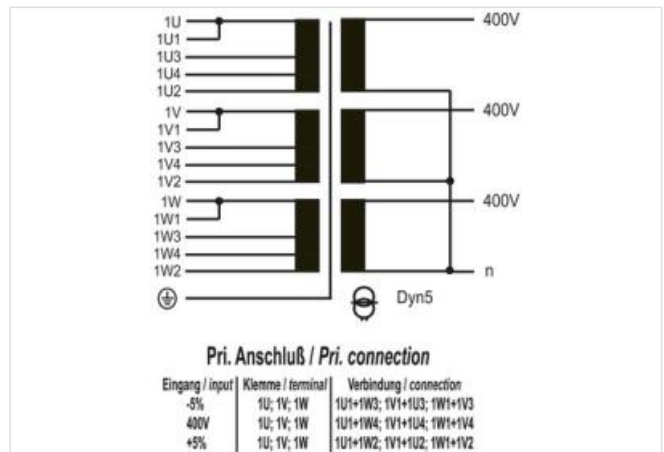 1U
400V
1U1
1U3
1U4
1U2
1V
400V
1V1
1V3
1V4
1V2
1W
400V
1W1
1W3
1W4
1W2
n
Dyn5
Pri. Anschluß / Pri. connection
Eingang / input Klemme / terminal Verbindung / connection
-5% 1U; 1V; 1W 1U1+1W3; 1V1+1U3; 1W1+1V3
400V 1U; 1V; 1W 1U1+1W4; 1V1+1U4; 1W1+1V4
+5% 1U; 1V; 1W 1U1+1W2; 1V1+1U2; 1W1+1V2